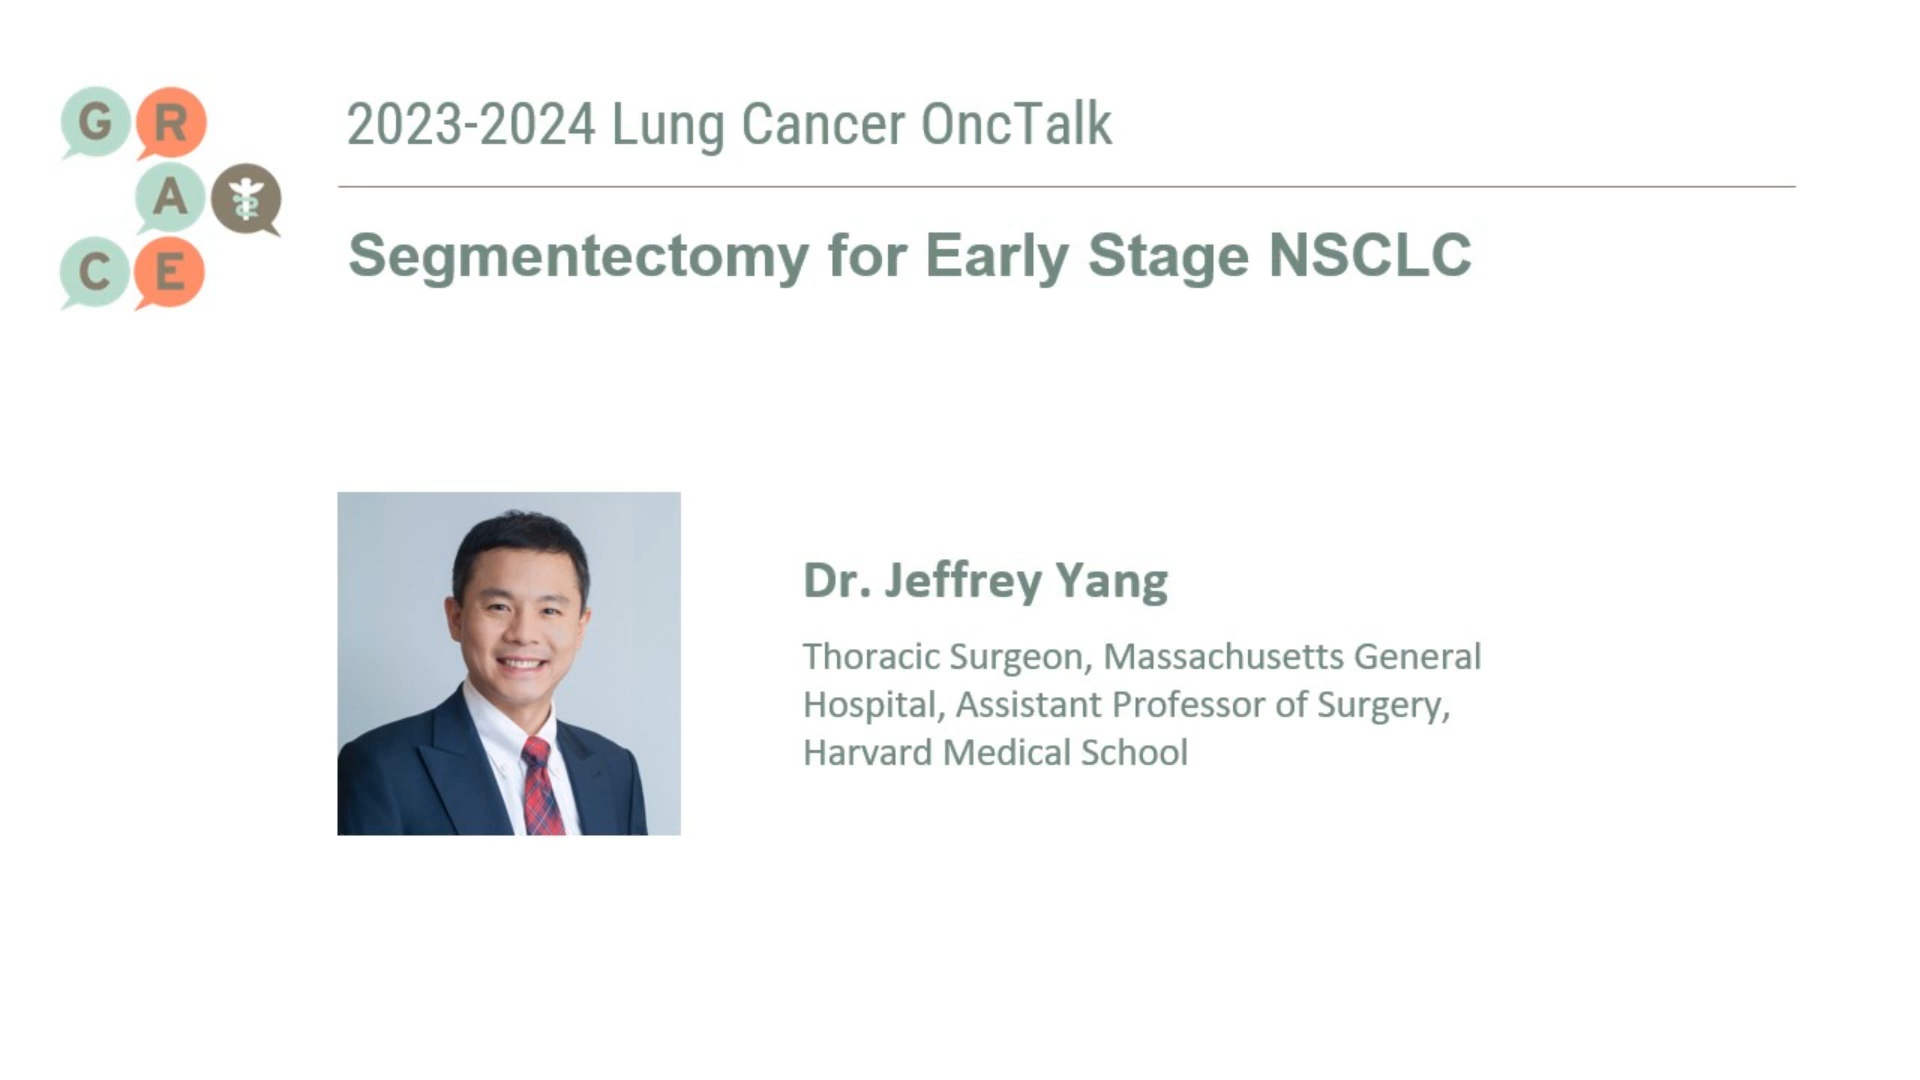 GRACE
2023-2024 Lung Cancer OncTalk
Segmentectomy for Early Stage NSCLC
Dr. Jeffrey Yang
Thoracic Surgeon, Massachusetts General
Hospital, Assistant Professor of Surgery,
Harvard Medical School